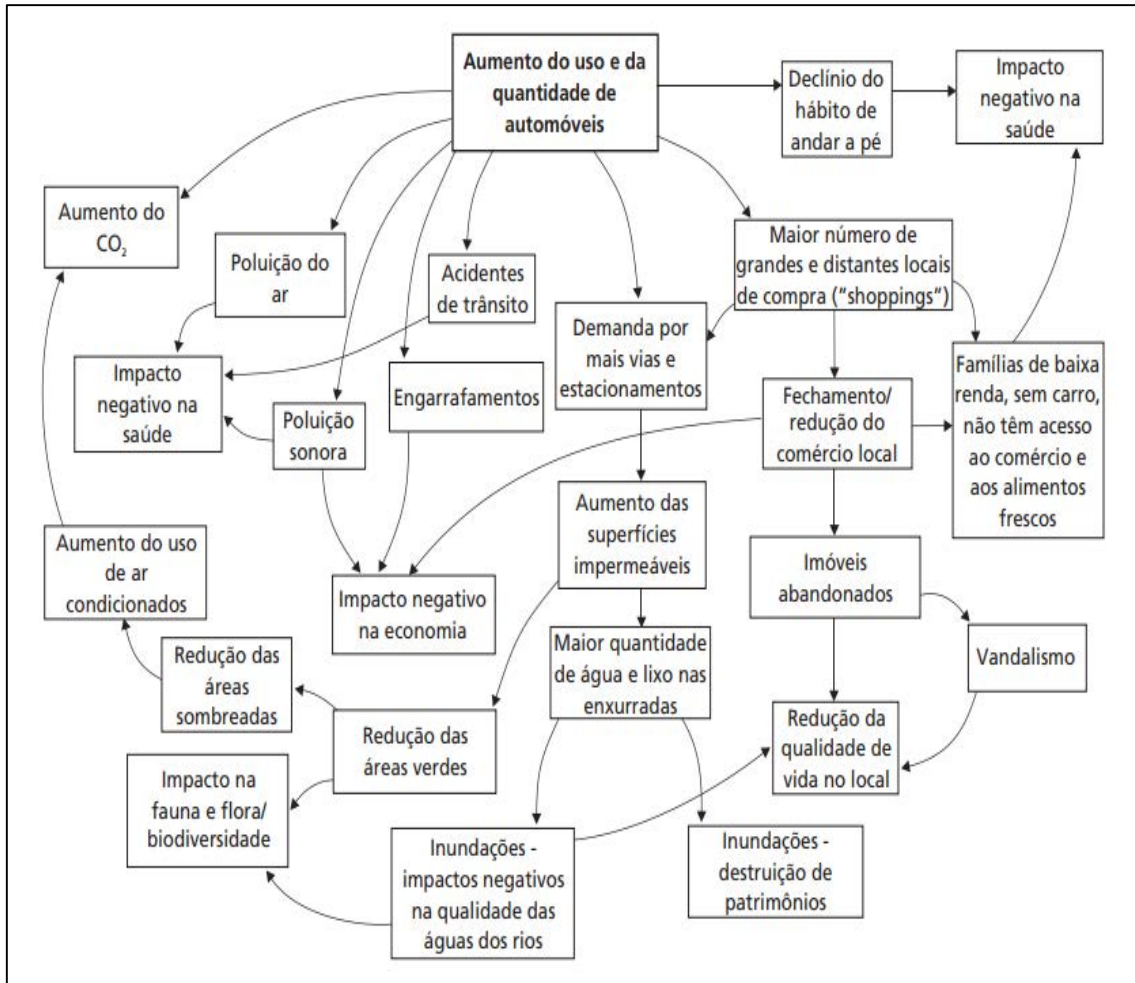 Aumento do uso e da
quantidade de
automóveis
Declínio do
hábito de
andar a pé
Impacto
negativo na
saúde
Aumento do
CO₂
Poluição do
ar
Acidentes
de trânsito
Maior número de
grandes e distantes locais
de compra (“shoppings“)
Impacto
negativo na
saúde
Poluição
sonora
Engarrafamentos
Demanda por
mais vias e
estacionamentos
Fechamento/
redução do
comércio local
Famílias de baixa
renda, sem carro,
não têm acesso
ao comércio e
aos alimentos
frescos
Aumento do uso
de ar
condicionados
Impacto negativo
na economia
Aumento das
superfícies
impermeáveis
Imóveis
abandonados
Redução das
áreas
sombreadas
Maior quantidade
de água e lixo nas
enxurradas
Vandalismo
Redução das
áreas verdes
Redução da
qualidade de
vida no local
Impacto na
fauna e flora/
biodiversidade
Inundações -
impactos negativos
na qualidade das
águas dos rios
Inundações -
destruição de
patrimônios